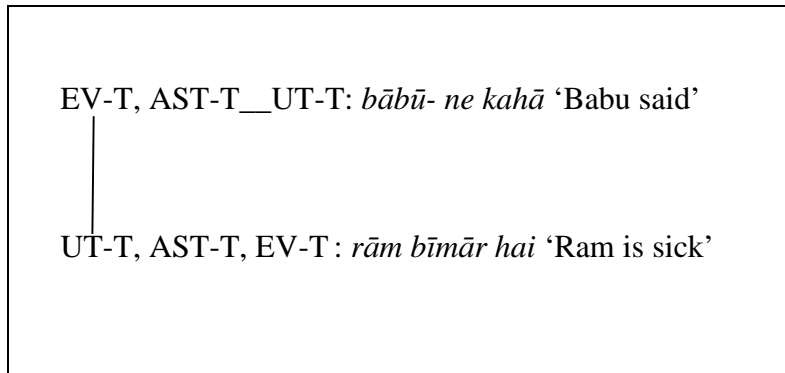 EV-T, AST-T__UT-T: bābū- ne kahā ‘Babu said’
UT-T, AST-T, EV-T : rām bīmār hai ‘Ram is sick’